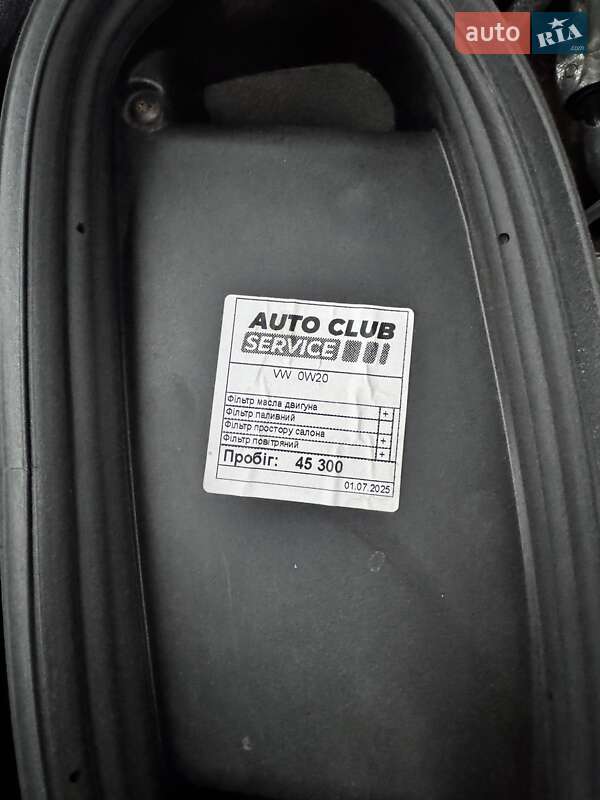 auto RIA.com
AUTO CLUB
SERVICE
VW 0W20
Фільтр масла двигуна +
Фільтр паливний
Фільтр простору салона +
Фільтр повітряний +
Пробіг: 45 300
01.07.2025